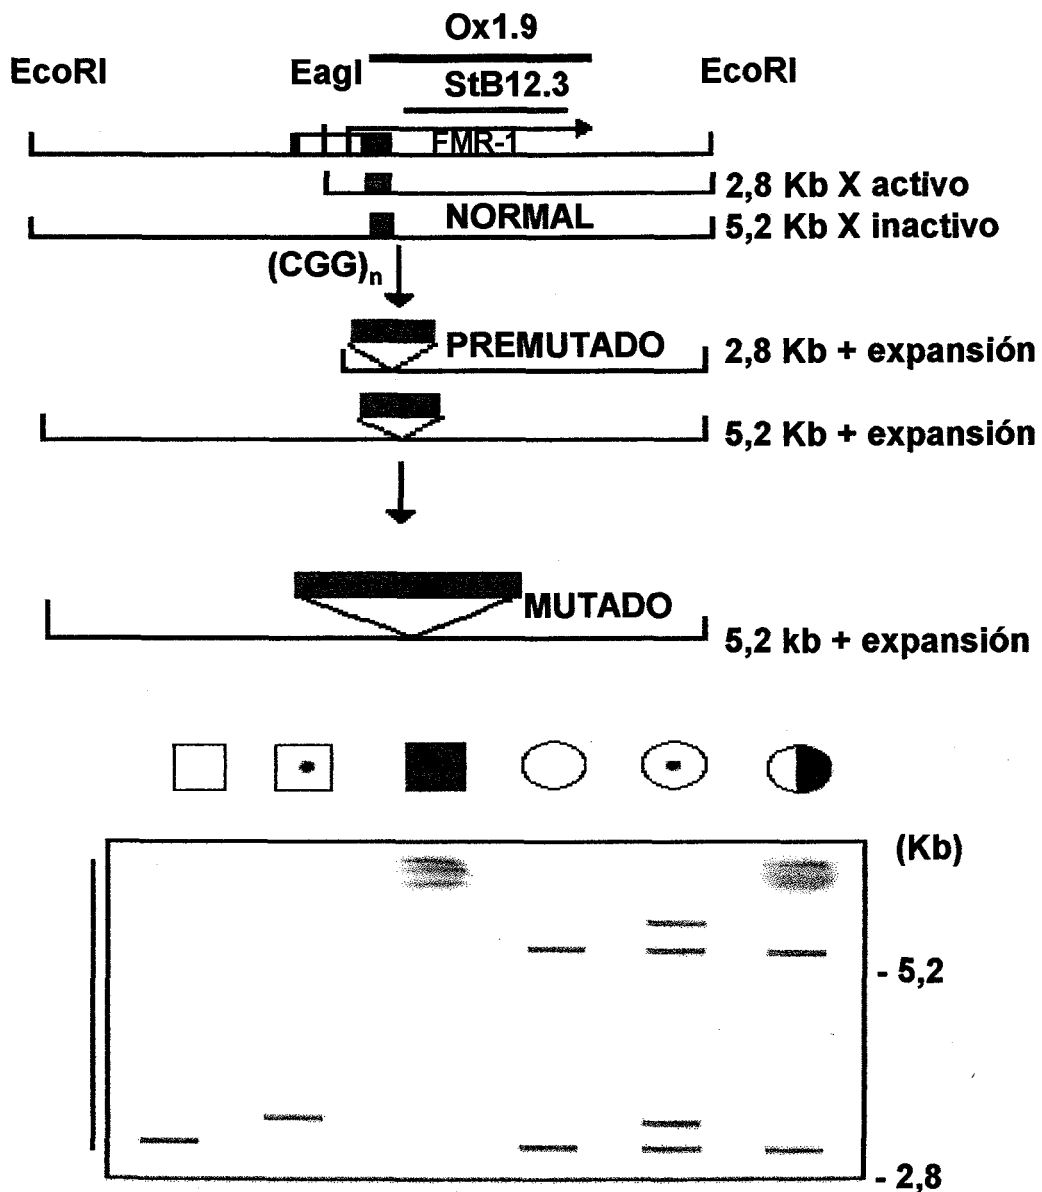 Ox1.9
EcoRI EagI EcoRI
StB12.3
FMR-1
2,8 Kb X activo
NORMAL 5,2 Kb X inactivo
(CGG)n
PREMUTADO 2,8 Kb + expansión
5,2 Kb + expansión
MUTADO
5,2 kb + expansión
(Kb)
- 5,2
- 2,8